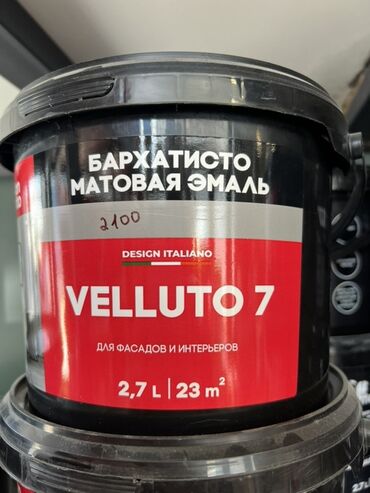 БАРХАТИСТО
МАТОВАЯ ЭМАЛЬ
2100
DESIGN ITALIANO
VELLUTO 7
ДЛЯ ФАСАДОВ И ИНТЕРЬЕРОВ
2,7 L | 23 m²